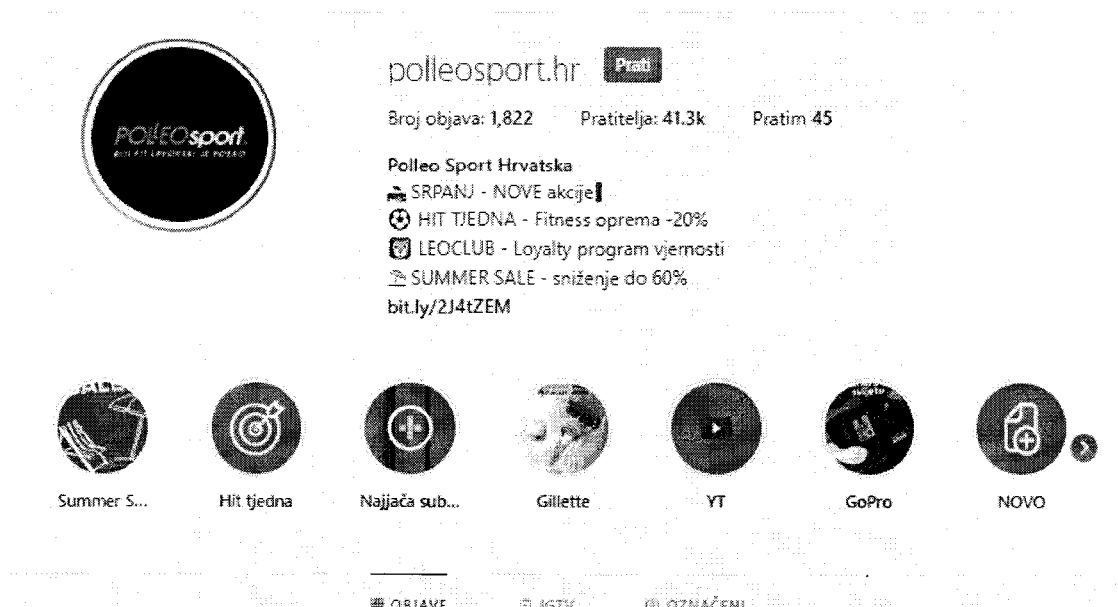 polleosport.hr Prati
Broj objava: 1,822 Pratitelja: 41.3k Pratim 45
POLLEOsport.
Polleo Sport Hrvatska
SRPANJ - NOVE akcije
HIT TJEDNA - Fitness oprema -20%
LEOCLUB - Loyalty program vjernosti
SUMMER SALE - sniženje do 60%
bit.ly/2J4tZEM
Summer S... Hit tjedna Najjača sub... Gillette YT GoPro NOVO
OBJAVE IGTV OZNAČENI